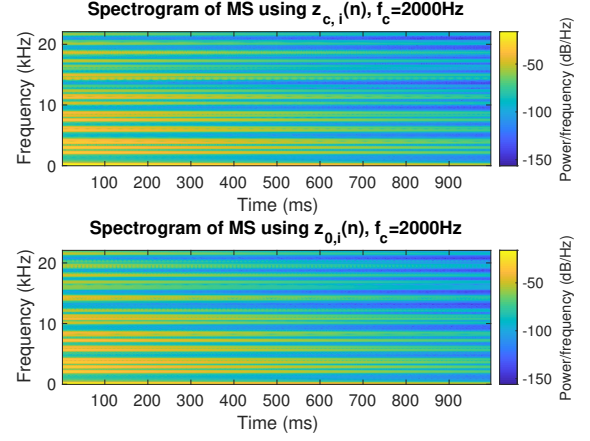 Spectrogram of MS using z_{c, i}(n), f_c=2000Hz
Frequency (kHz)
20
10
0
100 200 300 400 500 600 700 800 900
Time (ms)
-50
-100
-150
Power/frequency (dB/Hz)
Spectrogram of MS using z_{0,i}(n), f_c=2000Hz
Frequency (kHz)
20
10
0
100 200 300 400 500 600 700 800 900
Time (ms)
-50
-100
-150
Power/frequency (dB/Hz)